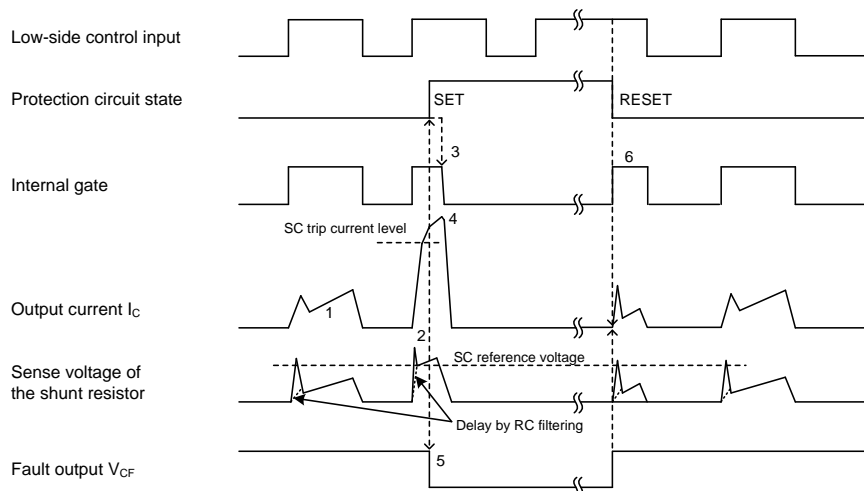 Low-side control input
Protection circuit state
SET
RESET
3
6
Internal gate
SC trip current level
4
Output current IC
1
2
SC reference voltage
Sense voltage of
the shunt resistor
Delay by RC filtering
5
Fault output VCF